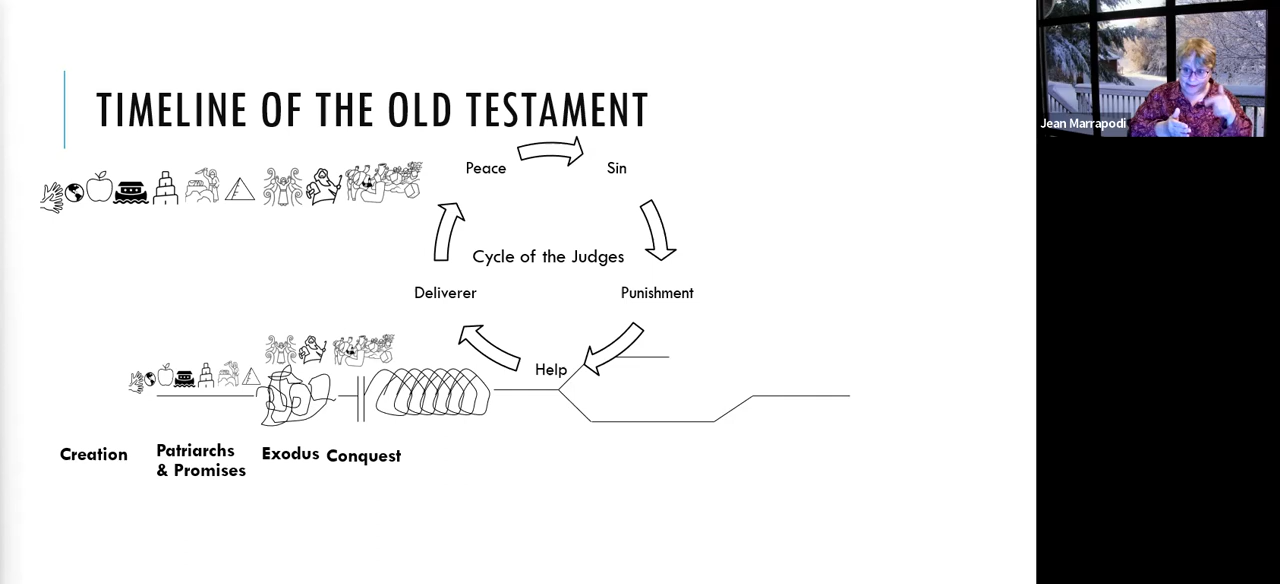 TIMELINE OF THE OLD TESTAMENT
Jean Marrapodi
Peace
Sin
Cycle of the Judges
Deliverer
Punishment
Help
Creation
Patriarchs
& Promises
Exodus
Conquest